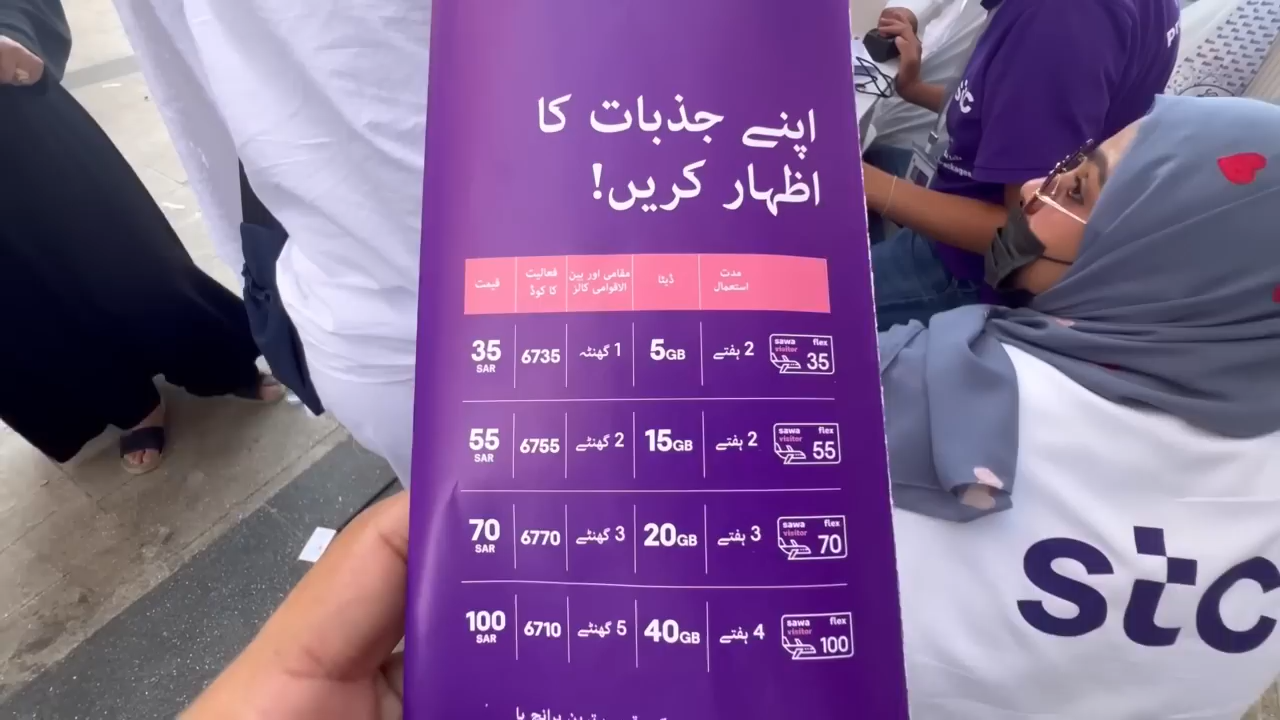 اپنے جذبات کا
اظہار کریں!
مدت استعمال ڈیٹا مقامی اور بین الاقوامی کالز فعالیت کا کوڈ قیمت
sawa visitor flex 35 2 ہفتے 5GB 1 گھنٹہ 6735 35 SAR
sawa visitor flex 55 2 ہفتے 15GB 2 گھنٹے 6755 55 SAR
sawa visitor flex 70 3 ہفتے 20GB 3 گھنٹے 6770 70 SAR
sawa visitor flex 100 4 ہفتے 40GB 5 گھنٹے 6710 100 SAR
stc
stc